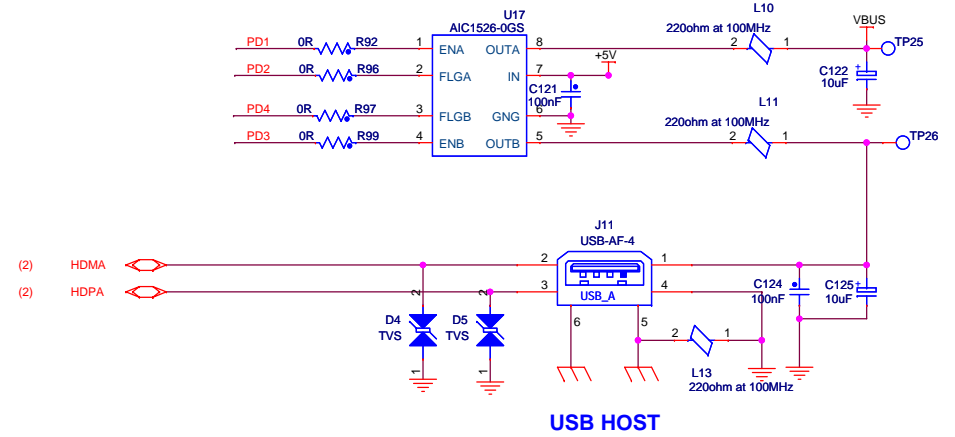 U17
AIC1526-0GS
L10
220ohm at 100MHz
VBUS
PD1 0R R92 1 ENA OUTA 8 2 1 TP25
PD2 0R R96 2 FLGA IN 7 +5V
C121
100nF
C122
10uF
+
PD4 0R R97 3 FLGB GNG 6
L11
220ohm at 100MHz
PD3 0R R99 4 ENB OUTB 5 2 1 TP26
J11
USB-AF-4
(2) HDMA 2 1
(2) HDPA 3 4
USB_A
C124
100nF
C125
10uF
+
2 2
D4
TVS
D5
TVS
1 1
6 5
2 1
L13
220ohm at 100MHz
USB HOST